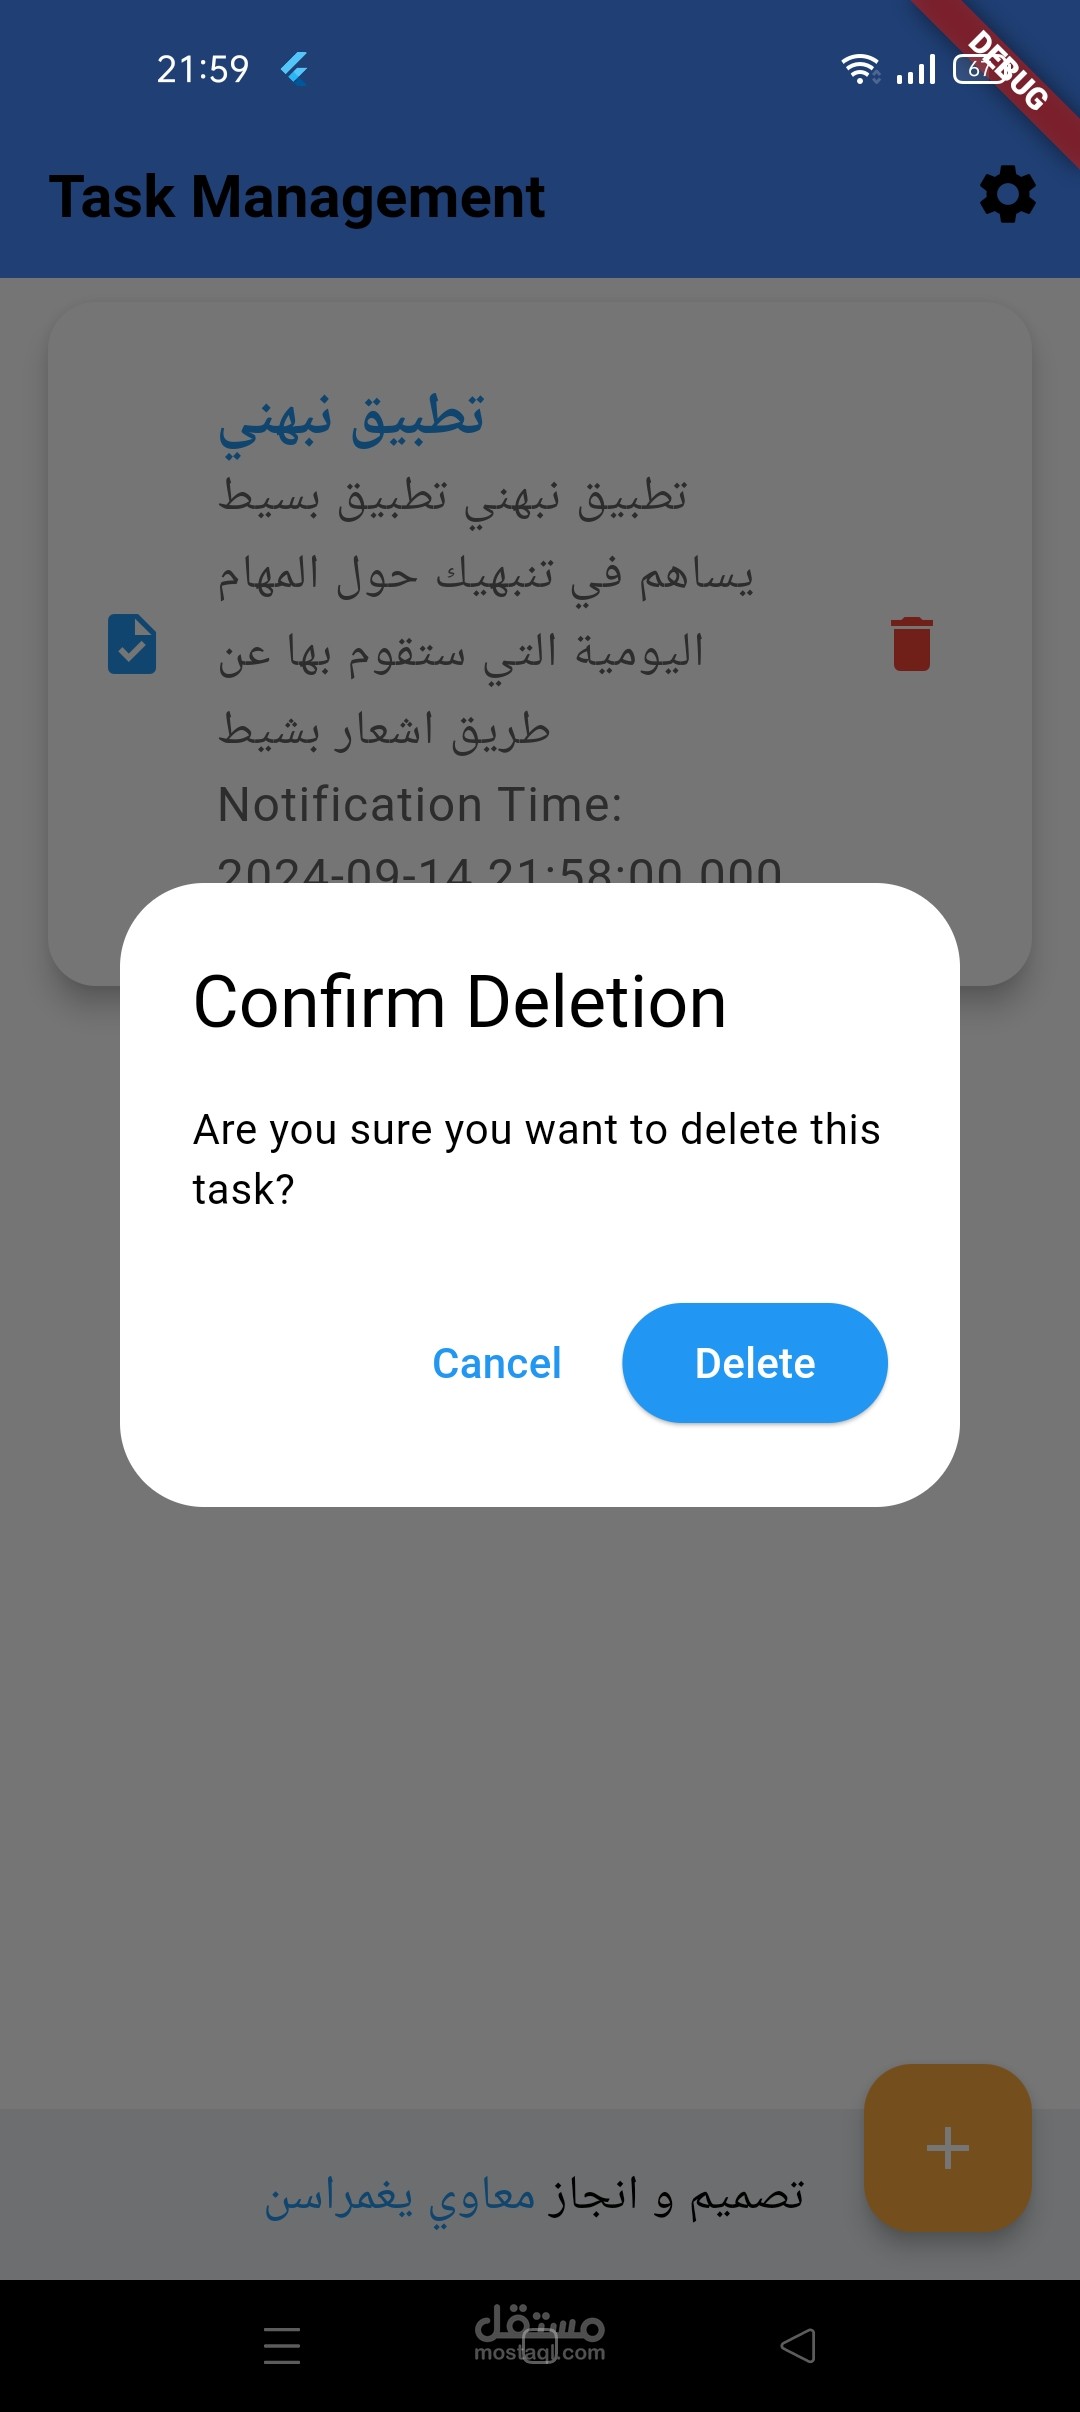 21:59
67
DEBUG
Task Management
تطبيق نبهني
تطبيق نبهني تطبيق بسيط
يساهم في تنبهيك حول المهام
اليومية التي ستقوم بها عن
طريق اشعار بشيط
Notification Time:
2024-09-14 21:58:00.000
Confirm Deletion
Are you sure you want to delete this
task?
Cancel
Delete
تصميم و انجاز معاوي يغمراسن
مستقل
mostaql.com